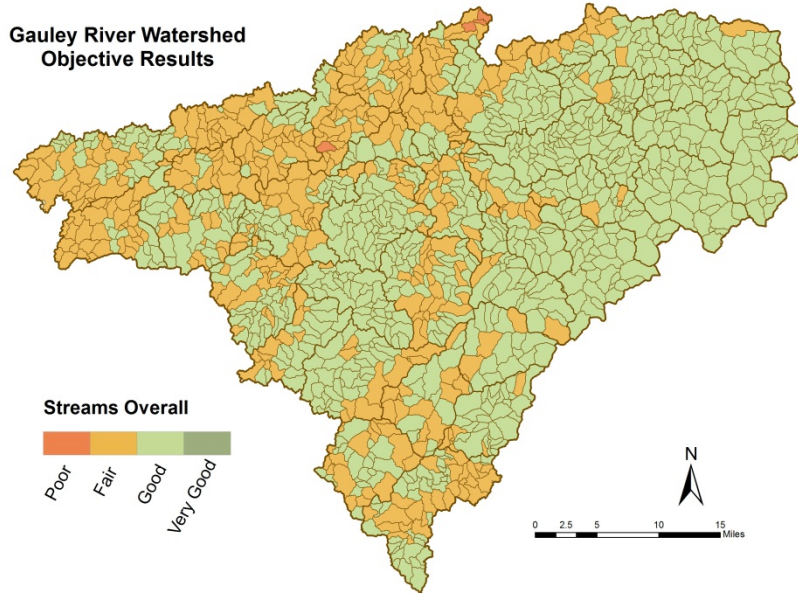 Gauley River Watershed
Objective Results
Streams Overall
Poor
Fair
Good
Very Good
N
0 2.5 5 10 15
Miles